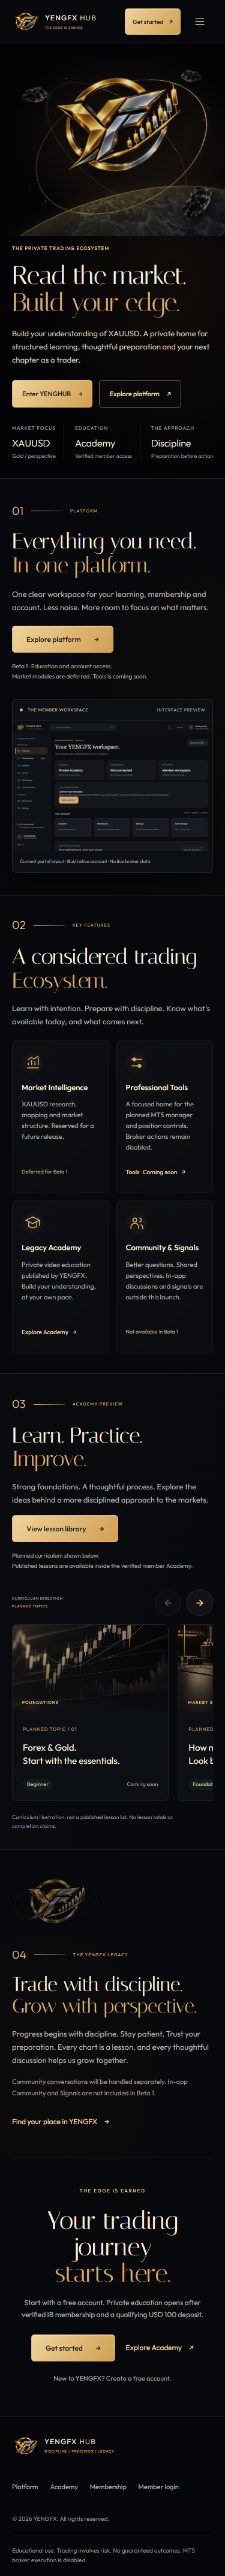 YENGFX HUB
THE EDGE IS EARNED
Get started ↗
THE PRIVATE TRADING ECOSYSTEM
Read the market.
Build your edge.
Build your understanding of XAUUSD. A private home for
structured learning, thoughtful preparation and your next
chapter as a trader.
Enter YENGHUB →
Explore platform ↗
MARKET FOCUS
XAUUSD
Gold / perspective
EDUCATION
Academy
Verified member access
THE APPROACH
Discipline
Preparation before action
01
PLATFORM
Everything you need.
In one platform.
One clear workspace for your learning, membership and
account. Less noise. More room to focus on what matters.
Explore platform →
Beta 1 · Education and account access.
Market modules are deferred. Tools is coming soon.
THE MEMBER WORKSPACE
INTERFACE PREVIEW
Your YENGFX workspace.
Private Academy
Not connected
Member workspace
Current portal layout · Illustrative account · No live broker data
02
KEY FEATURES
A considered trading
Ecosystem.
Learn with intention. Prepare with discipline. Know what's
available today, and what comes next.
Market Intelligence
XAUUSD research,
mapping and market
structure. Reserved for a
future release.
Deferred for Beta 1
Professional Tools
A focused home for the
planned MT5 manager
and position controls.
Broker actions remain
disabled.
Tools · Coming soon ↗
Legacy Academy
Private video education
published by YENGFX.
Build your understanding,
at your own pace.
Explore Academy →
Community & Signals
Better questions. Shared
perspectives. In-app
discussions and signals are
outside this launch.
Not available in Beta 1
03
ACADEMY PREVIEW
Learn. Practice.
Improve.
Strong foundations. A thoughtful process. Explore the
ideas behind a more disciplined approach to the markets.
View lesson library →
Planned curriculum shown below.
Published lessons are available inside the verified member Academy.
CURRICULUM DIRECTION
PLANNED TOPICS
← →
FOUNDATIONS
PLANNED TOPIC / 01
Forex & Gold.
Start with the essentials.
Beginner
Coming soon
MARKET S
PLANNED
How m
Look b
Foundat
Curriculum illustration, not a published lesson list. No lesson totals or
completion claims.
04
THE YENGFX LEGACY
Trade with discipline.
Grow with perspective.
Progress begins with discipline. Stay patient. Trust your
preparation. Every chart is a lesson, and every thoughtful
discussion helps us grow together.
Community conversations will be handled separately. In-app
Community and Signals are not included in Beta 1.
Find your place in YENGFX →
THE EDGE IS EARNED
Your trading
journey
starts here.
Start with a free account. Private education opens after
verified IB membership and a qualifying USD 100 deposit.
Get started →
Explore Academy ↗
New to YENGFX? Create a free account.
YENGFX HUB
DISCIPLINE / PRECISION / LEGACY
Platform
Academy
Membership
Member login
© 2026 YENGFX. All rights reserved.
Educational use. Trading involves risk. No guaranteed outcomes. MT5
broker execution is disabled.